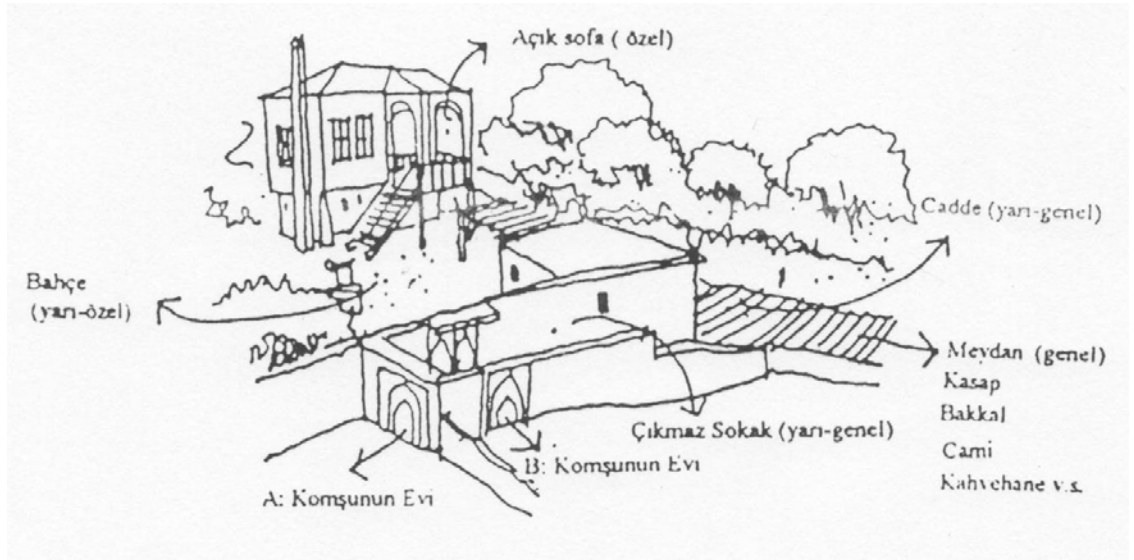 Açık sofa ( özel)
Cadde (yarı-genel)
Bahçe
(yarı-özel)
Meydan (genel)
Kasap
Bakkal
Cami
Kahvehane v.s.
Çıkmaz Sokak (yarı-genel)
B: Komşunun Evi
A: Komşunun Evi